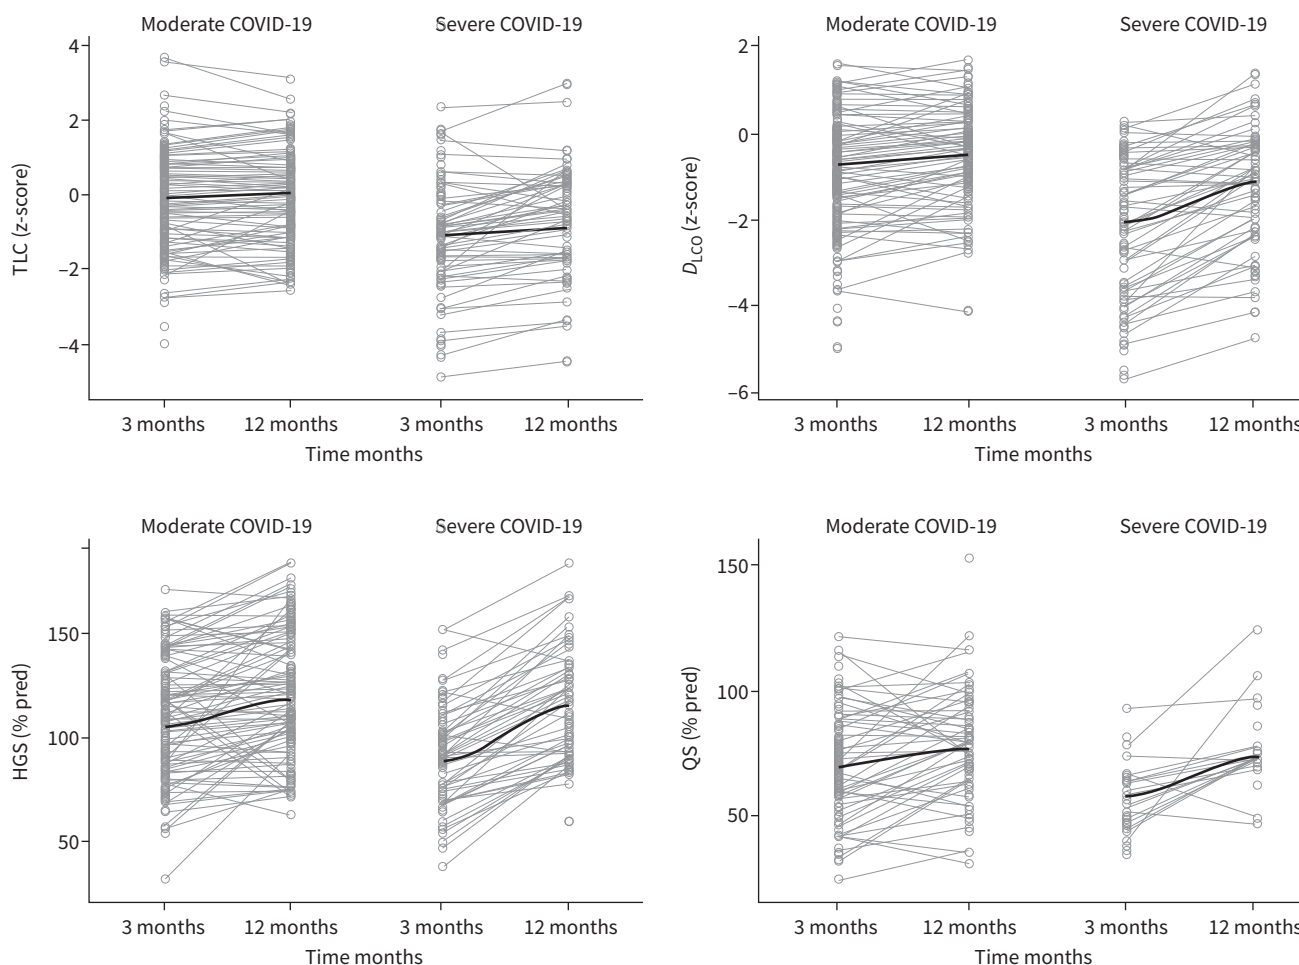 Moderate COVID-19 Severe COVID-19
4
2
0
−2
−4
TLC (z-score)
3 months 12 months 3 months 12 months
Time months
Moderate COVID-19 Severe COVID-19
2
0
−2
−4
−6
DLCO (z-score)
3 months 12 months 3 months 12 months
Time months
Moderate COVID-19 Severe COVID-19
150
100
50
HGS (% pred)
3 months 12 months 3 months 12 months
Time months
Moderate COVID-19 Severe COVID-19
150
100
50
QS (% pred)
3 months 12 months 3 months 12 months
Time months